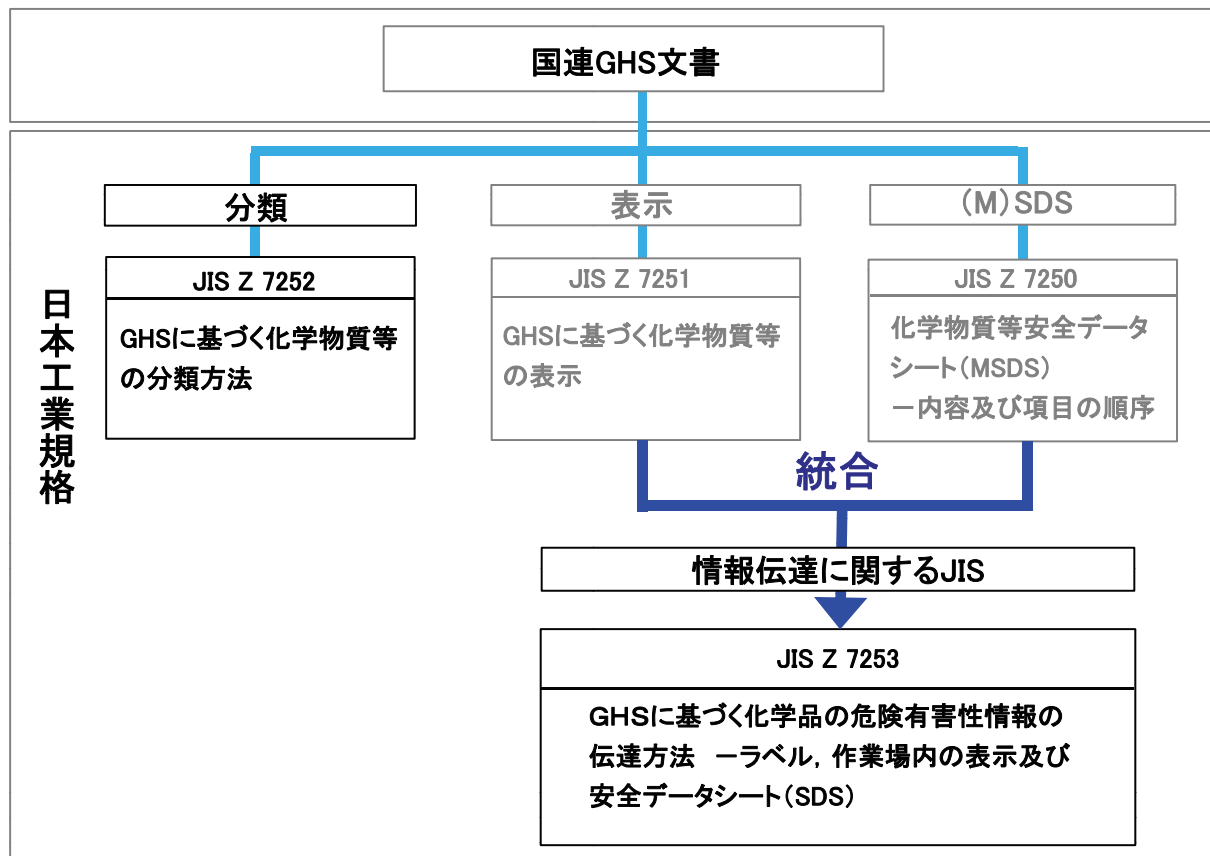 国連GHS文書
日本工業規格
分類
JIS Z 7252
GHSに基づく化学物質等
の分類方法
表示
JIS Z 7251
GHSに基づく化学物質等
の表示
(M)SDS
JIS Z 7250
化学物質等安全データ
シート(MSDS)
－内容及び項目の順序
統合
情報伝達に関するJIS
JIS Z 7253
GHSに基づく化学品の危険有害性情報の
伝達方法　－ラベル，作業場内の表示及び
安全データシート(SDS)